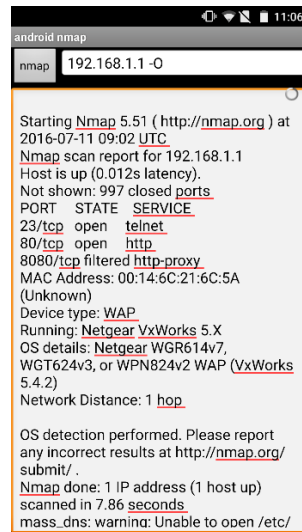 11:06
android nmap
nmap 192.168.1.1 -O
Starting Nmap 5.51 ( http://nmap.org ) at
2016-07-11 09:02 UTC
Nmap scan report for 192.168.1.1
Host is up (0.012s latency).
Not shown: 997 closed ports
PORT STATE SERVICE
23/tcp open telnet
80/tcp open http
8080/tcp filtered http-proxy
MAC Address: 00:14:6C:21:6C:5A
(Unknown)
Device type: WAP
Running: Netgear VxWorks 5.X
OS details: Netgear WGR614v7,
WGT624v3, or WPN824v2 WAP (VxWorks
5.4.2)
Network Distance: 1 hop
OS detection performed. Please report
any incorrect results at http://nmap.org/
submit/ .
Nmap done: 1 IP address (1 host up)
scanned in 7.86 seconds
mass_dns: warning: Unable to open /etc/